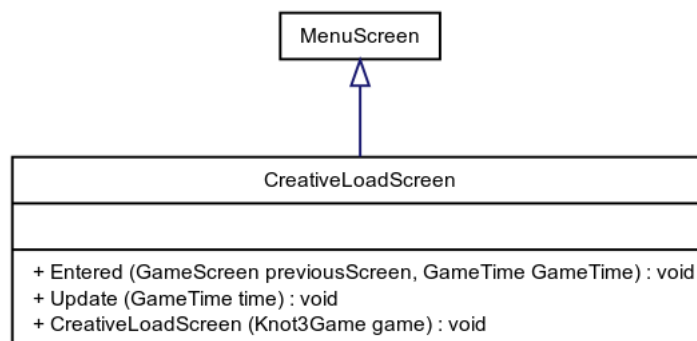 MenuScreen
CreativeLoadScreen
+ Entered (GameScreen previousScreen, GameTime GameTime) : void
+ Update (GameTime time) : void
+ CreativeLoadScreen (Knot3Game game) : void